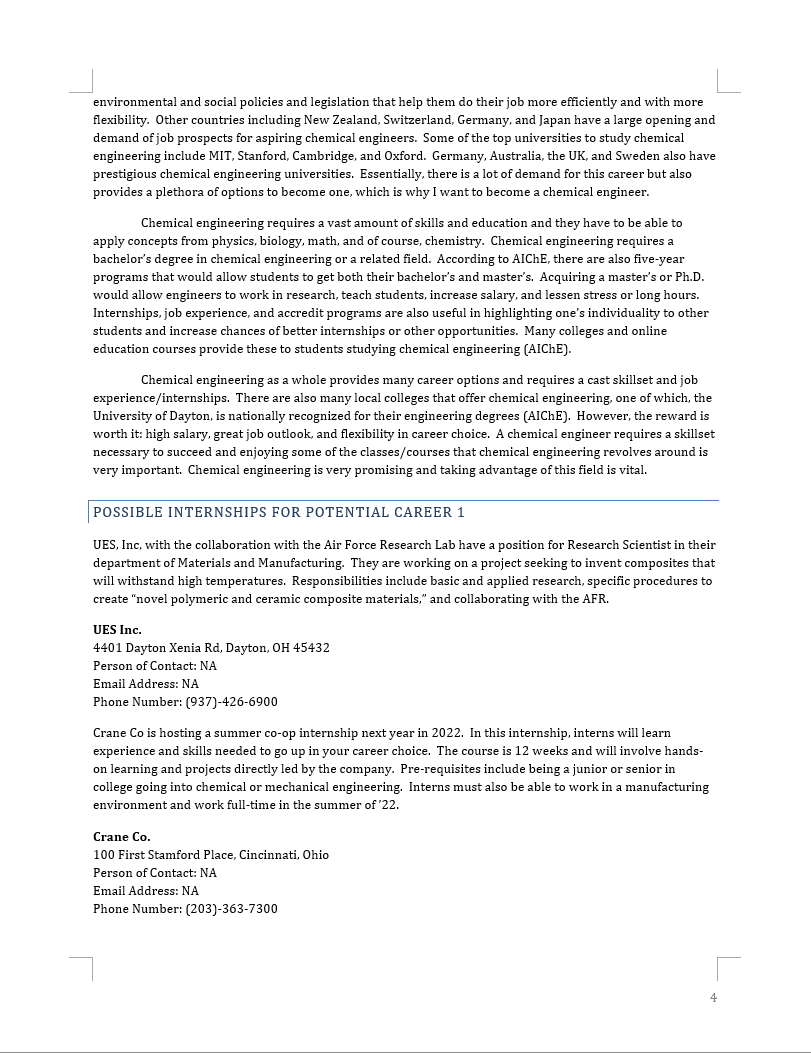 environmental and social policies and legislation that help them do their job more efficiently and with more
flexibility.  Other countries including New Zealand, Switzerland, Germany, and Japan have a large opening and
demand of job prospects for aspiring chemical engineers.  Some of the top universities to study chemical
engineering include MIT, Stanford, Cambridge, and Oxford.  Germany, Australia, the UK, and Sweden also have
prestigious chemical engineering universities.  Essentially, there is a lot of demand for this career but also
provides a plethora of options to become one, which is why I want to become a chemical engineer.
Chemical engineering requires a vast amount of skills and education and they have to be able to
apply concepts from physics, biology, math, and of course, chemistry.  Chemical engineering requires a
bachelor’s degree in chemical engineering or a related field.  According to AIChE, there are also five-year
programs that would allow students to get both their bachelor’s and master’s.  Acquiring a master’s or Ph.D.
would allow engineers to work in research, teach students, increase salary, and lessen stress or long hours.
Internships, job experience, and accredit programs are also useful in highlighting one’s individuality to other
students and increase chances of better internships or other opportunities.  Many colleges and online
education courses provide these to students studying chemical engineering (AIChE).
Chemical engineering as a whole provides many career options and requires a cast skillset and job
experience/internships.  There are also many local colleges that offer chemical engineering, one of which, the
University of Dayton, is nationally recognized for their engineering degrees (AIChE).  However, the reward is
worth it: high salary, great job outlook, and flexibility in career choice.  A chemical engineer requires a skillset
necessary to succeed and enjoying some of the classes/courses that chemical engineering revolves around is
very important.  Chemical engineering is very promising and taking advantage of this field is vital.
POSSIBLE INTERNSHIPS FOR POTENTIAL CAREER 1
UES, Inc, with the collaboration with the Air Force Research Lab have a position for Research Scientist in their
department of Materials and Manufacturing.  They are working on a project seeking to invent composites that
will withstand high temperatures.  Responsibilities include basic and applied research, specific procedures to
create “novel polymeric and ceramic composite materials,” and collaborating with the AFR.
UES Inc.
4401 Dayton Xenia Rd, Dayton, OH 45432
Person of Contact: NA
Email Address: NA
Phone Number: (937)-426-6900
Crane Co is hosting a summer co-op internship next year in 2022.  In this internship, interns will learn
experience and skills needed to go up in your career choice.  The course is 12 weeks and will involve hands-
on learning and projects directly led by the company.  Pre-requisites include being a junior or senior in
college going into chemical or mechanical engineering.  Interns must also be able to work in a manufacturing
environment and work full-time in the summer of ’22.
Crane Co.
100 First Stamford Place, Cincinnati, Ohio
Person of Contact: NA
Email Address: NA
Phone Number: (203)-363-7300
4